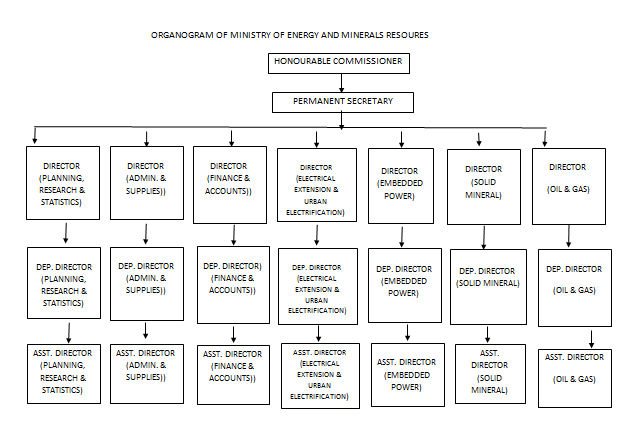 ORGANOGRAM OF MINISTRY OF ENERGY AND MINERALS RESOURES
HONOURABLE COMMISSIONER
PERMANENT SECRETARY
DIRECTOR
(PLANNING,
RESEARCH &
STATISTICS)
DIRECTOR
(ADMIN. &
SUPPLIES))
DIRECTOR
(FINANCE &
ACCOUNTS))
DIRECTOR
(ELECTRICAL
EXTENSION &
URBAN
ELECTRIFICATION)
DIRECTOR
(EMBEDDED
POWER)
DIRECTOR
(SOLID
MINERAL)
DIRECTOR
(OIL & GAS)
DEP. DIRECTOR
(PLANNING,
RESEARCH &
STATISTICS)
DEP. DIRECTOR
(ADMIN. &
SUPPLIES))
DEP. DIRECTOR)
(FINANCE &
ACCOUNTS))
DEP. DIRECTOR
(ELECTRICAL
EXTENSION &
URBAN
ELECTRIFICATION)
DEP. DIRECTOR
(EMBEDDED
POWER)
DEP. DIRECTOR
(SOLID MINERAL)
DEP. DIRECTOR
(OIL & GAS)
ASST. DIRECTOR
(PLANNING,
RESEARCH &
STATISTICS)
ASST. DIRECTOR
(ADMIN. &
SUPPLIES))
ASST. DIRECTOR
(FINANCE &
ACCOUNTS))
ASST. DIRECTOR
(ELECTRICAL
EXTENSION &
URBAN
ELECTRIFICATION)
ASST. DIRECTOR
(EMBEDDED
POWER)
ASST.
DIRECTOR
(SOLID
MINERAL)
ASST. DIRECTOR
(OIL & GAS)